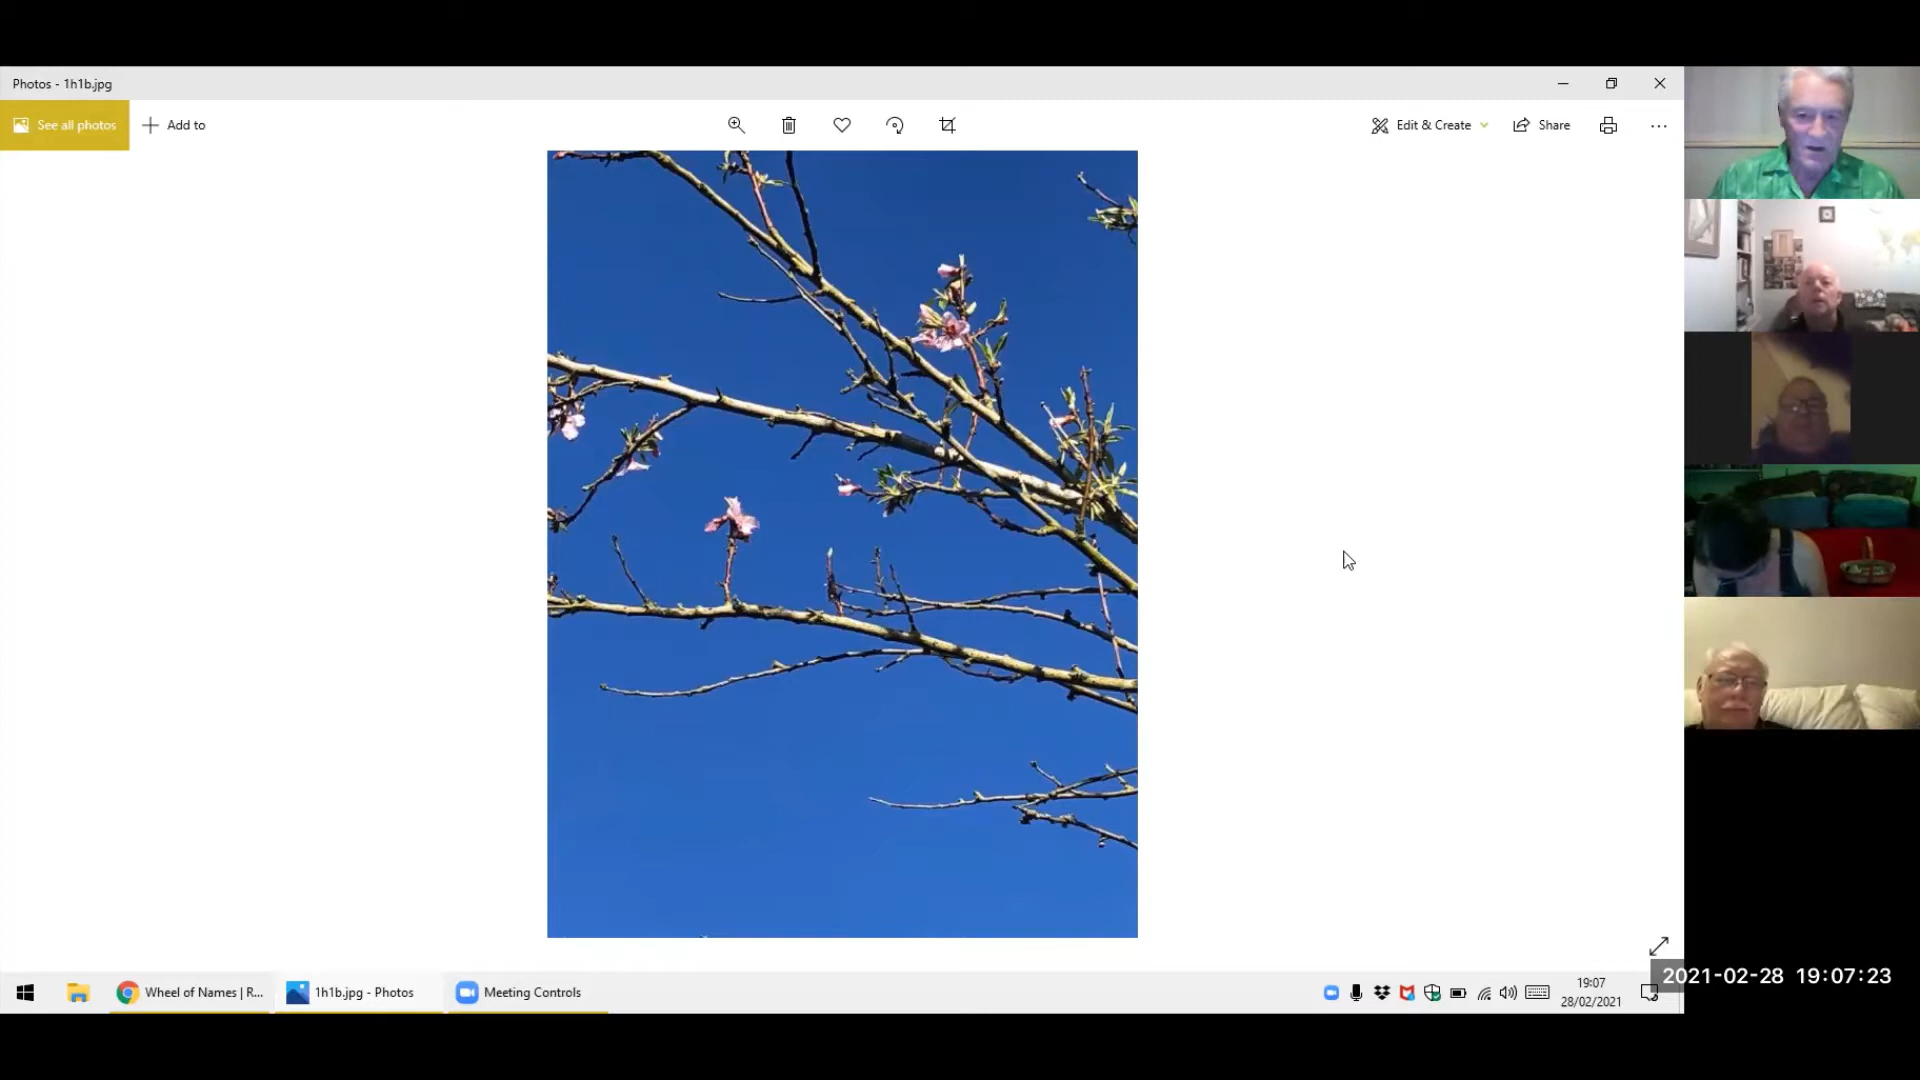 Photos - 1h1b.jpg
See all photos
Add to
Edit & Create
Share
Wheel of Names | R...
1h1b.jpg - Photos
Meeting Controls
19:07
28/02/2021
2021-02-28 19:07:23